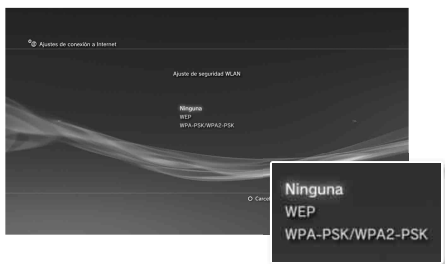 Ajustes de conexión a Internet
Ajuste de seguridad WLAN
Ninguna
WEP
WPA-PSK/WPA2-PSK
Ninguna
WEP
WPA-PSK/WPA2-PSK